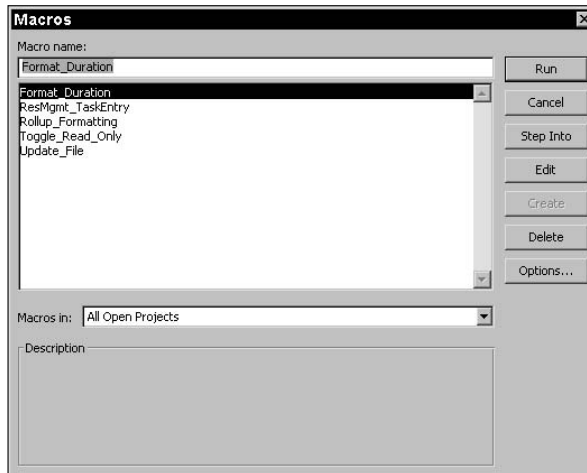 Macros
Macro name:
Format_Duration
Format_Duration
ResMgmt_TaskEntry
Rollup_Formatting
Toggle_Read_Only
Update_File
Run
Cancel
Step Into
Edit
Create
Delete
Options...
Macros in: All Open Projects
Description